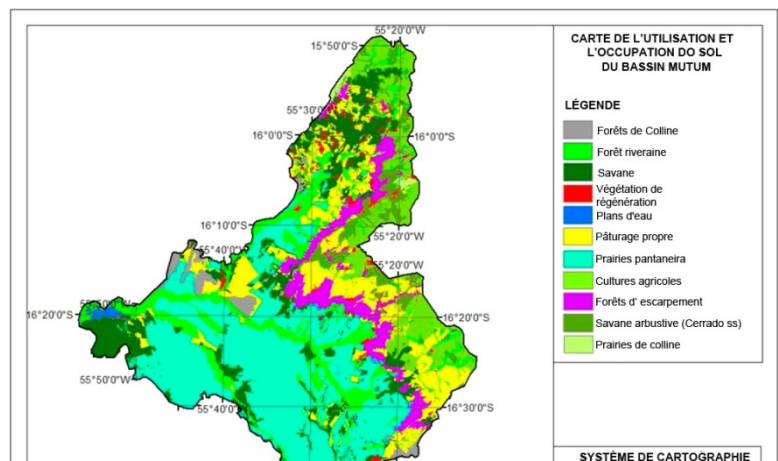 55°20'0"W
15°50'0"S
55°30'0"W
16°0'0"S
16°0'0"S
16°10'0"S
55°20'0"W
55°40'0"W
55°20'0"W
55°50'0"W
16°20'0"S
16°20'0"S
55°50'0"W
55°40'0"W
16°30'0"S
CARTE DE L'UTILISATION ET
L'OCCUPATION DO SOL
DU BASSIN MUTUM
LÉGENDE
Forêts de Colline
Forêt riveraine
Savane
Végétation de
régénération
Plans d'eau
Pâturage propre
Prairies pantaneira
Cultures agricoles
Forêts d' escarpement
Savane arbustive (Cerrado ss)
Prairies de colline
SYSTÈME DE CARTOGRAPHIE